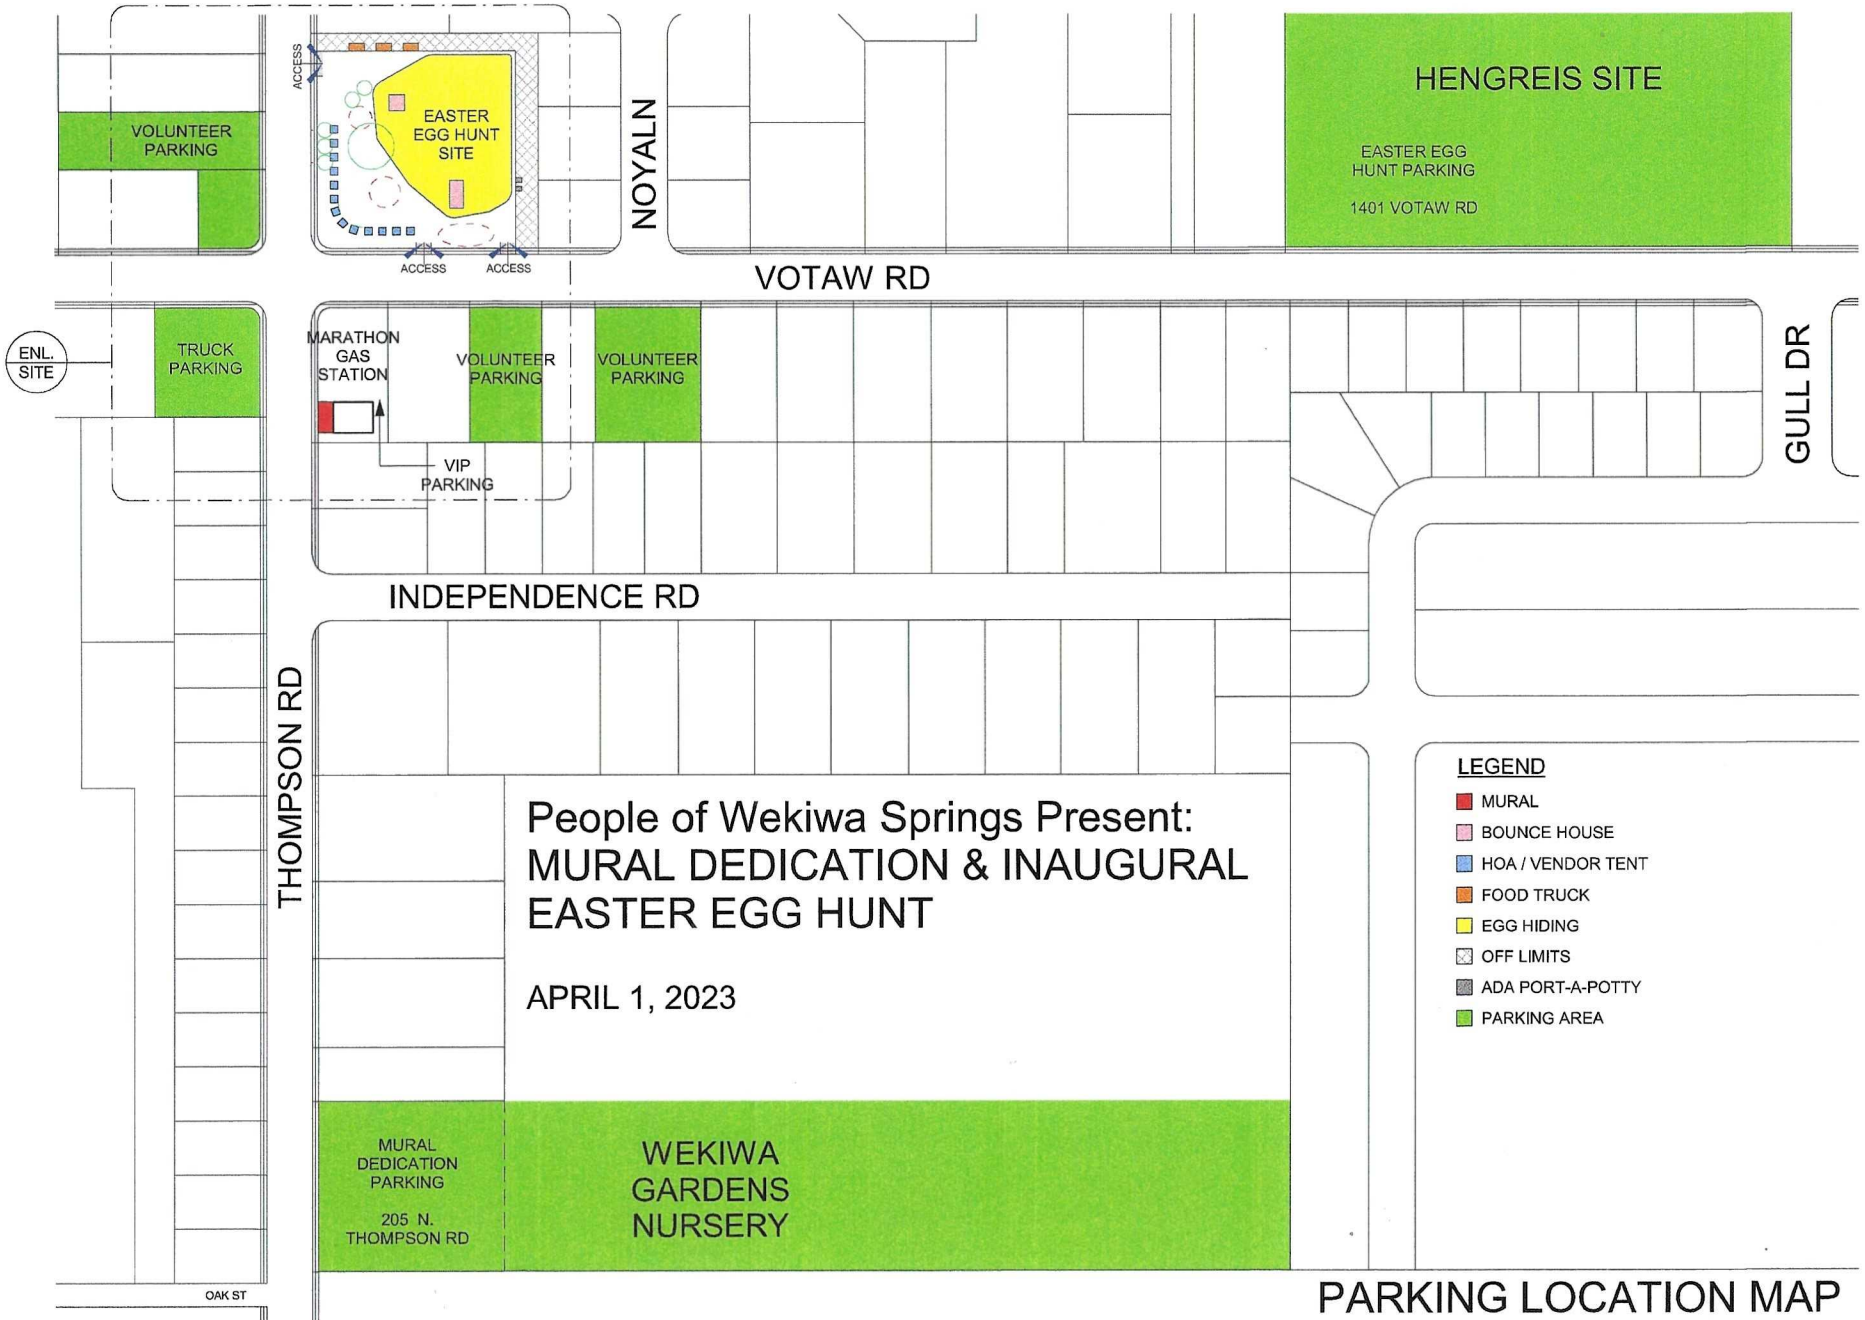 ACCESS
VOLUNTEER
PARKING
EASTER
EGG HUNT
SITE
NOYALN
HENGREIS SITE
EASTER EGG
HUNT PARKING
1401 VOTAW RD
ACCESS
ACCESS
VOTAW RD
ENL.
SITE
TRUCK
PARKING
MARATHON
GAS
STATION
VOLUNTEER
PARKING
VOLUNTEER
PARKING
GULL DR
VIP
PARKING
INDEPENDENCE RD
THOMPSON RD
People of Wekiwa Springs Present:
MURAL DEDICATION & INAUGURAL
EASTER EGG HUNT
APRIL 1, 2023
LEGEND
MURAL
BOUNCE HOUSE
HOA / VENDOR TENT
FOOD TRUCK
EGG HIDING
OFF LIMITS
ADA PORT-A-POTTY
PARKING AREA
MURAL
DEDICATION
PARKING
205 N.
THOMPSON RD
WEKIWA
GARDENS
NURSERY
OAK ST
PARKING LOCATION MAP